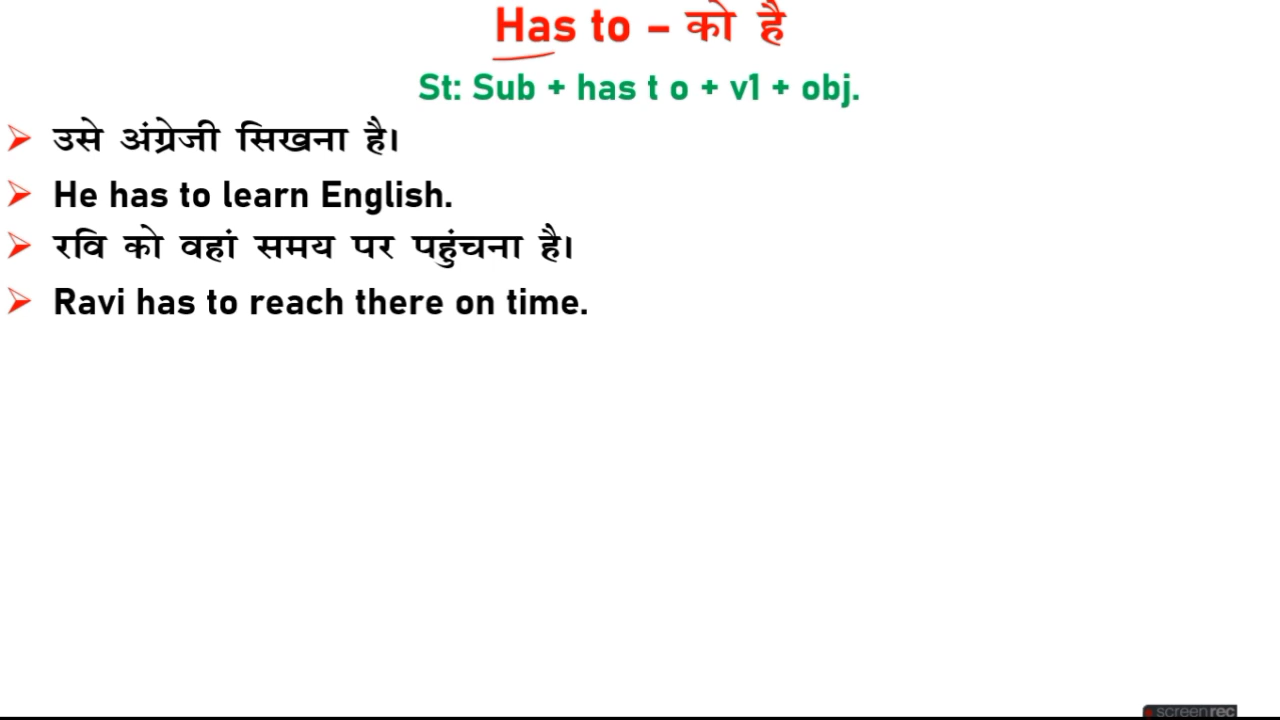 Has to – को है
St: Sub + has t o + v1 + obj.
उसे अंग्रेजी सिखना है।
He has to learn English.
रवि को वहां समय पर पहुंचना है।
Ravi has to reach there on time.
screenrec